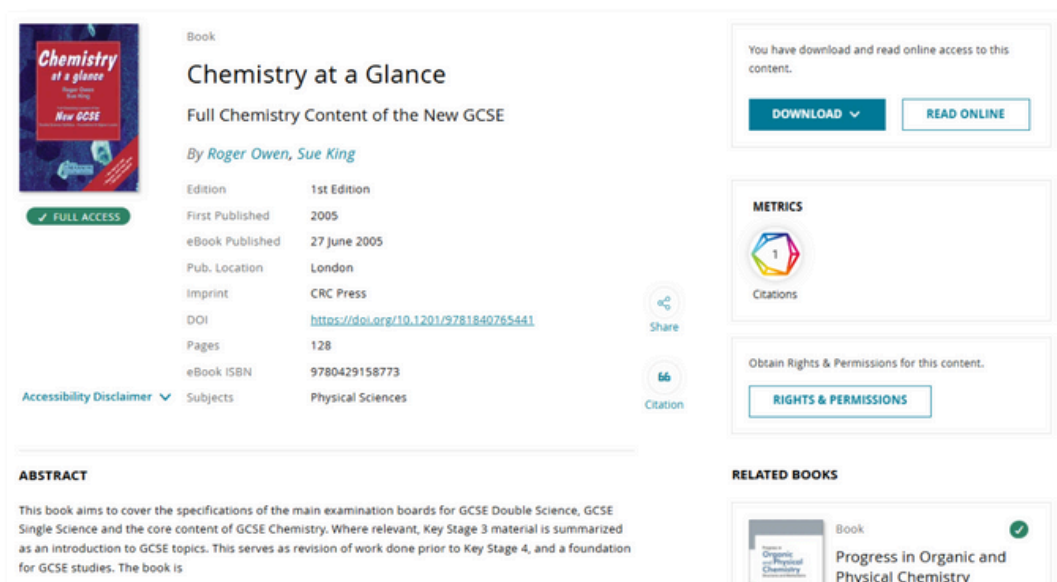 Chemistry
at a glance
Roger Owen
Sue King
New GCSE
FULL ACCESS
Accessibility Disclaimer
Book
Chemistry at a Glance
Full Chemistry Content of the New GCSE
By Roger Owen, Sue King
Edition 1st Edition
First Published 2005
eBook Published 27 June 2005
Pub. Location London
Imprint CRC Press
DOI https://doi.org/10.1201/9781840765441
Pages 128
eBook ISBN 9780429158773
Subjects Physical Sciences
Share
Citation
ABSTRACT
This book aims to cover the specifications of the main examination boards for GCSE Double Science, GCSE
Single Science and the core content of GCSE Chemistry. Where relevant, Key Stage 3 material is summarized
as an introduction to GCSE topics. This serves as revision of work done prior to Key Stage 4, and a foundation
for GCSE studies. The book is
You have download and read online access to this
content.
DOWNLOAD READ ONLINE
METRICS
1
Citations
Obtain Rights & Permissions for this content.
RIGHTS & PERMISSIONS
RELATED BOOKS
Progress in
Organic
and Physical
Chemistry
Book
Progress in Organic and
Physical Chemistry